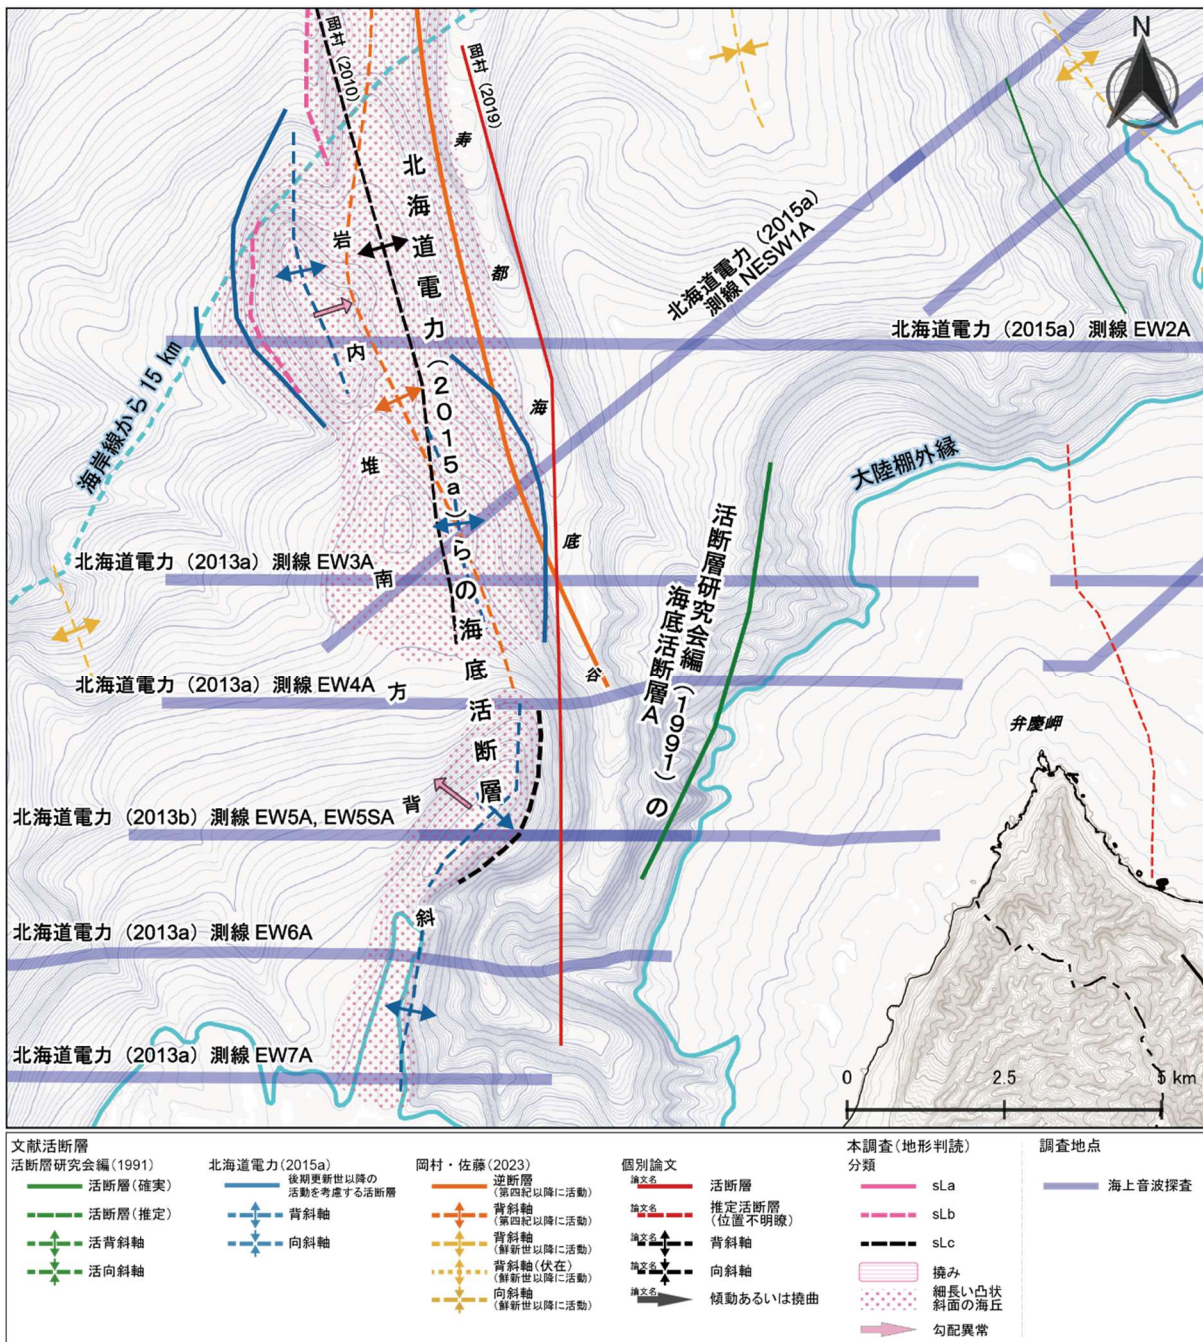 N
岡村 (2010)
岡村 (2019)
寿都海底谷
岩内堆南方背斜
北海道電力（2015a）らの海底活断層
北海道電力（2015a）
測線 NESW1A
北海道電力（2015a）測線 EW2A
海岸線から 15 km
大陸棚外縁
北海道電力（2013a）測線 EW3A
活断層研究会編（1991）の
海底活断層A
北海道電力（2013a）測線 EW4A
弁慶岬
北海道電力（2013b）測線 EW5A, EW5SA
北海道電力（2013a）測線 EW6A
北海道電力（2013a）測線 EW7A
0 2.5 5 km
文献活断層
活断層研究会編(1991)
活断層(確実)
活断層(推定)
活背斜軸
活向斜軸
北海道電力(2015a)
後期更新世以降の
活動を考慮する活断層
背斜軸
向斜軸
岡村・佐藤(2023)
逆断層
(第四紀以降に活動)
背斜軸
(第四紀以降に活動)
背斜軸
(鮮新世以降に活動)
背斜軸(伏在)
(鮮新世以降に活動)
向斜軸
(鮮新世以降に活動)
個別論文
論文名 活断層
論文名 推定活断層
(位置不明瞭)
論文名 背斜軸
論文名 向斜軸
論文名 傾動あるいは撓曲
本調査(地形判読)
分類
sLa
sLb
sLc
撓み
細長い凸状
斜面の海丘
勾配異常
調査地点
海上音波探査